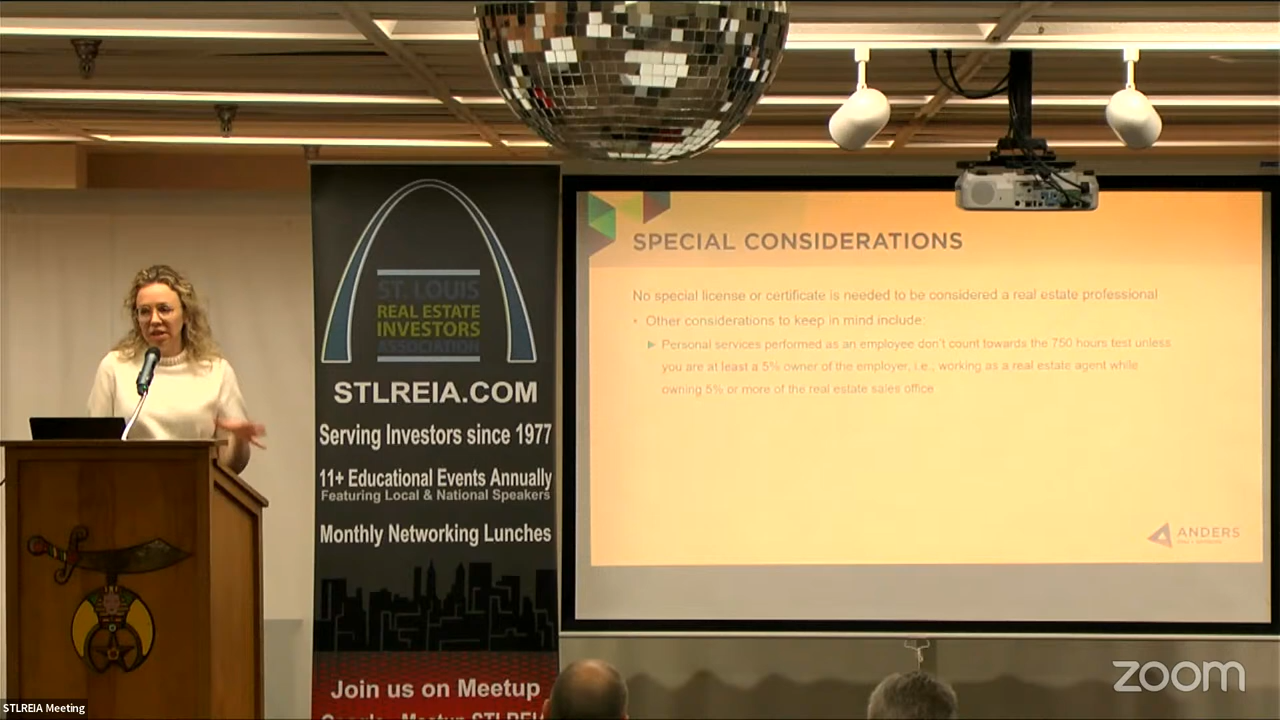 ST. LOUIS
REAL ESTATE
INVESTORS
ASSOCIATION
STLREIA.COM
Serving Investors since 1977
11+ Educational Events Annually
Featuring Local & National Speakers
Monthly Networking Lunches
Join us on Meetup
SPECIAL CONSIDERATIONS
No special license or certificate is needed to be considered a real estate professional
• Other considerations to keep in mind include:
▶ Personal services performed as an employee don't count towards the 750 hours test unless
you are at least a 5% owner of the employer, i.e., working as a real estate agent while
owning 5% or more of the real estate sales office
ANDERS
zoom
STLREIA Meeting